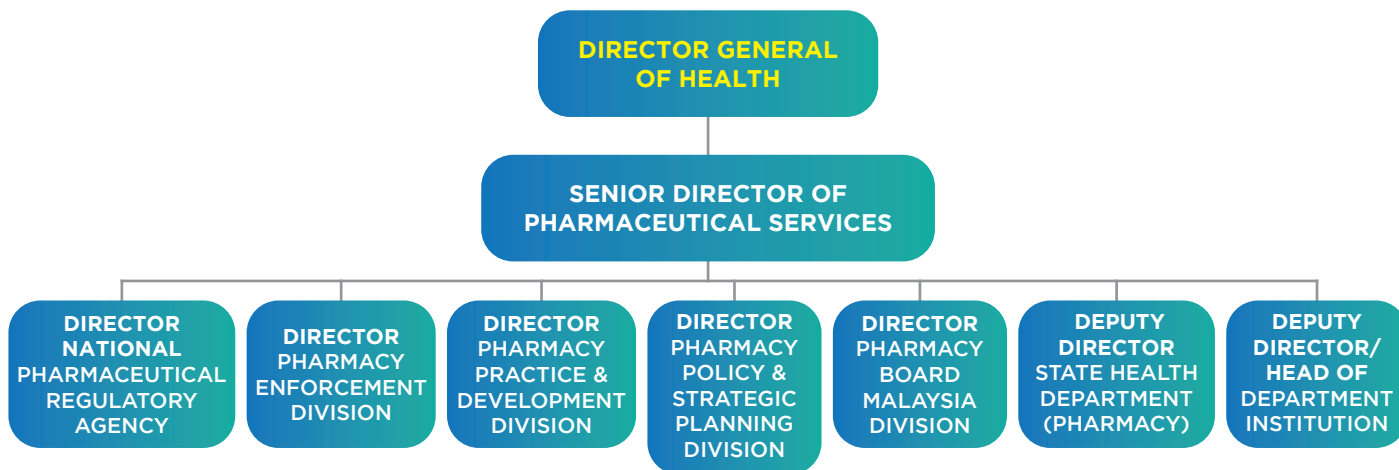 DIRECTOR GENERAL
OF HEALTH
SENIOR DIRECTOR OF
PHARMACEUTICAL SERVICES
DIRECTOR
NATIONAL
PHARMACEUTICAL
REGULATORY
AGENCY
DIRECTOR
PHARMACY
ENFORCEMENT
DIVISION
DIRECTOR
PHARMACY
PRACTICE &
DEVELOPMENT
DIVISION
DIRECTOR
PHARMACY
POLICY &
STRATEGIC
PLANNING
DIVISION
DIRECTOR
PHARMACY
BOARD
MALAYSIA
DIVISION
DEPUTY
DIRECTOR
STATE HEALTH
DEPARTMENT
(PHARMACY)
DEPUTY
DIRECTOR/
HEAD OF
DEPARTMENT
INSTITUTION